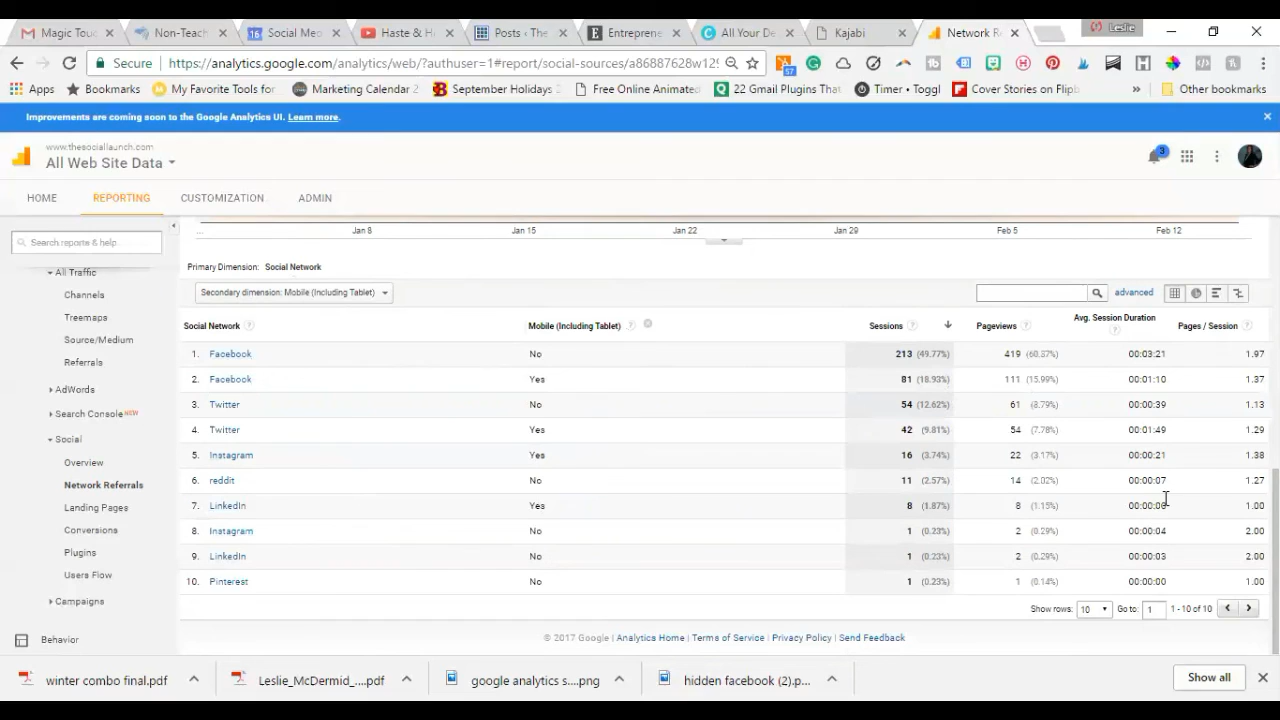 Magic Touc
Non-Teach
Social Med
Haste & H
Posts ‹ The
Entreprene
All Your De
Kajabi
Network Re
Leslie
Secure
https://analytics.google.com/analytics/web/?authuser=1#report/social-sources/a86887628w129
57
Apps
Bookmarks
My Favorite Tools for
Marketing Calendar 2
September Holidays
Free Online Animated
22 Gmail Plugins That
Timer • Toggl
Cover Stories on Flipb
»
Other bookmarks
Improvements are coming soon to the Google Analytics UI. Learn more.
www.thesociallaunch.com
All Web Site Data
3
HOME
REPORTING
CUSTOMIZATION
ADMIN
Search reports & help
All Traffic
Channels
Treemaps
Source/Medium
Referrals
AdWords
Search Console NEW
Social
Overview
Network Referrals
Landing Pages
Conversions
Plugins
Users Flow
Campaigns
Behavior
... Jan 8 Jan 15 Jan 22 Jan 29 Feb 5 Feb 12
Primary Dimension: Social Network
Secondary dimension: Mobile (Including Tablet)
advanced
Social Network Mobile (Including Tablet) Sessions Pageviews Avg. Session Duration Pages / Session
1. Facebook No 213 (49.77%) 419 (60.37%) 00:03:21 1.97
2. Facebook Yes 81 (18.93%) 111 (15.99%) 00:01:10 1.37
3. Twitter No 54 (12.62%) 61 (8.79%) 00:00:39 1.13
4. Twitter Yes 42 (9.81%) 54 (7.78%) 00:01:49 1.29
5. Instagram Yes 16 (3.74%) 22 (3.17%) 00:00:21 1.38
6. reddit No 11 (2.57%) 14 (2.02%) 00:00:07 1.27
7. LinkedIn Yes 8 (1.87%) 8 (1.15%) 1.00
8. Instagram No 1 (0.23%) 2 (0.29%) 00:00:04 2.00
9. LinkedIn No 1 (0.23%) 2 (0.29%) 00:00:03 2.00
10. Pinterest No 1 (0.23%) 1 (0.14%) 00:00:00 1.00
Show rows: 10 Go to: 1 1 - 10 of 10
© 2017 Google | Analytics Home | Terms of Service | Privacy Policy | Send Feedback
winter combo final.pdf
Leslie_McDermid_....pdf
google analytics s....png
hidden facebook (2).p...
Show all